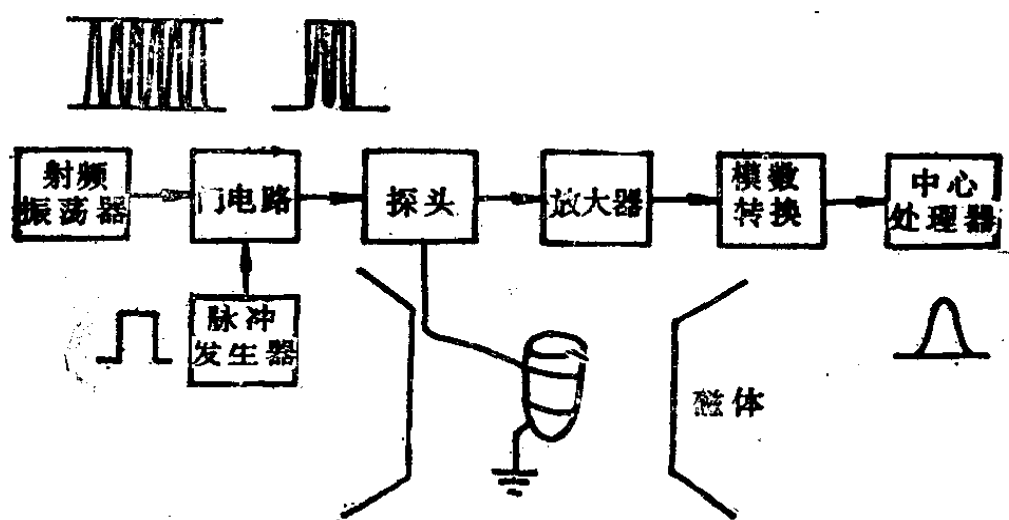 射频
振荡器
门电路
探头
放大器
模数
转换
中心
处理器
脉冲
发生器
磁体